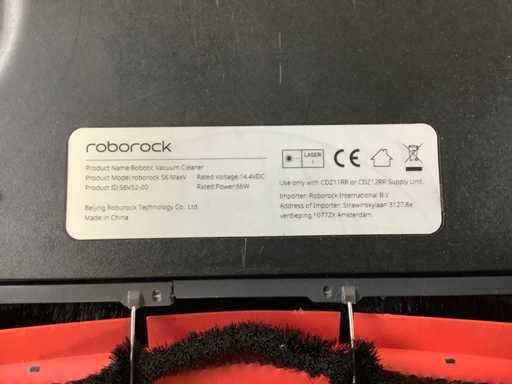 roborock
Product Name:Robotic Vacuum Cleaner
Product Model:roborock S6 MaxV Rated Voltage:14.4VDC
Product ID:S6V52-00 Rated Power:66W
Beijing Roborock Technology Co., Ltd.
Made in China
LASER
1
CE
Use only with CDZ11RR or CDZ12RR Supply Unit.
Importer: Roborock International B.V.
Address of Importer: Strawinskylaan 3127,8e
verdieping,1077ZX Amsterdam.